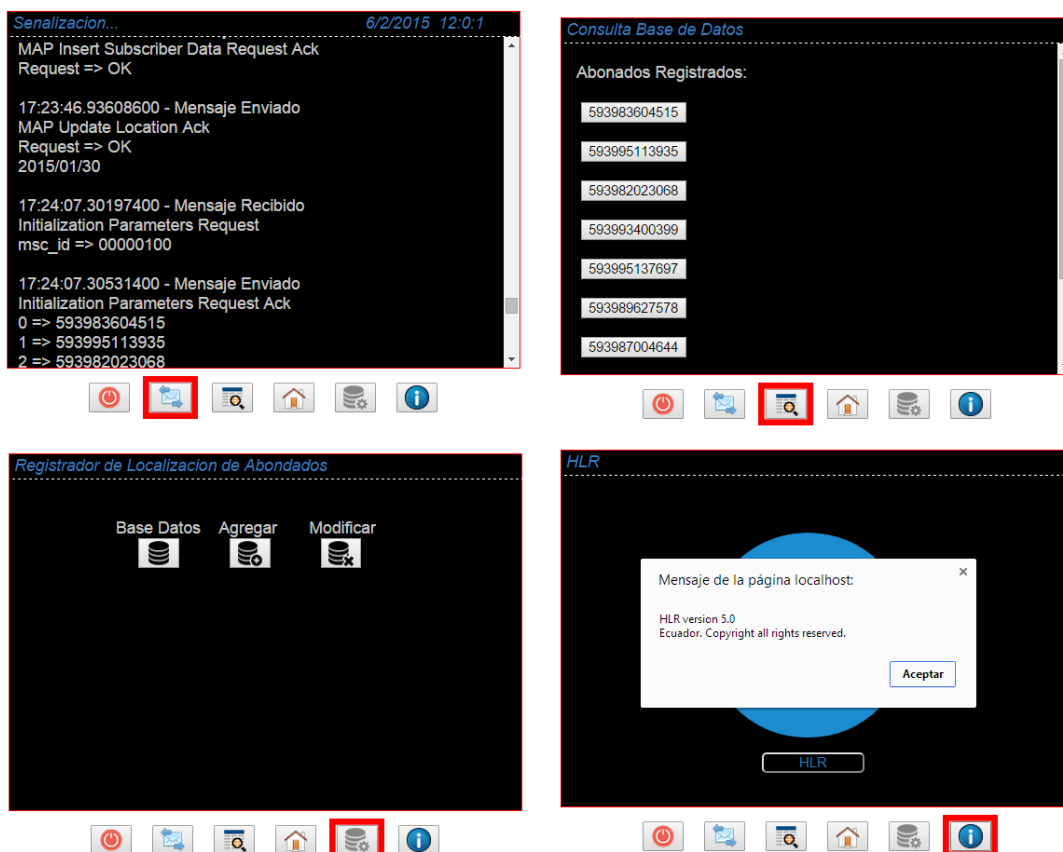 Senalizacion... 6/2/2015 12:0:1
MAP Insert Subscriber Data Request Ack
Request => OK
17:23:46.93608600 - Mensaje Enviado
MAP Update Location Ack
Request => OK
2015/01/30
17:24:07.30197400 - Mensaje Recibido
Initialization Parameters Request
msc_id => 00000100
17:24:07.30531400 - Mensaje Enviado
Initialization Parameters Request Ack
0 => 593983604515
1 => 593995113935
2 => 593982023068
Consulta Base de Datos
Abonados Registrados:
593983604515
593995113935
593982023068
593993400399
593995137697
593989627578
593987004644
Registrador de Localizacion de Abondados
Base Datos Agregar Modificar
HLR
Mensaje de la página localhost:
HLR version 5.0
Ecuador. Copyright all rights reserved.
Aceptar
HLR